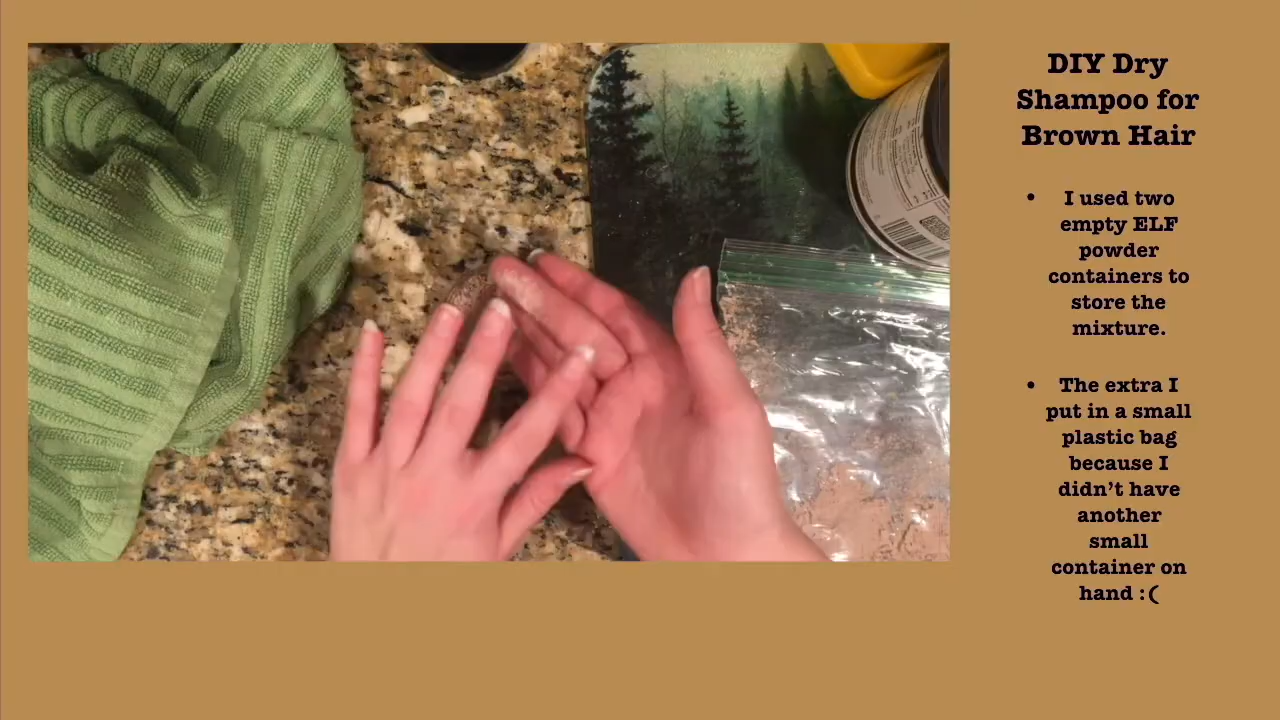 DIY Dry
Shampoo for
Brown Hair
• I used two
empty ELF
powder
containers to
store the
mixture.
• The extra I
put in a small
plastic bag
because I
didn't have
another
small
container on
hand :(